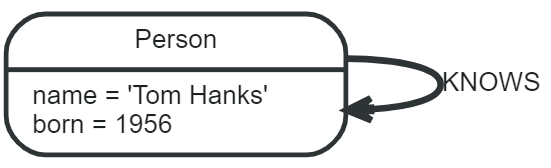 Person
name = 'Tom Hanks'
born = 1956
KNOWS